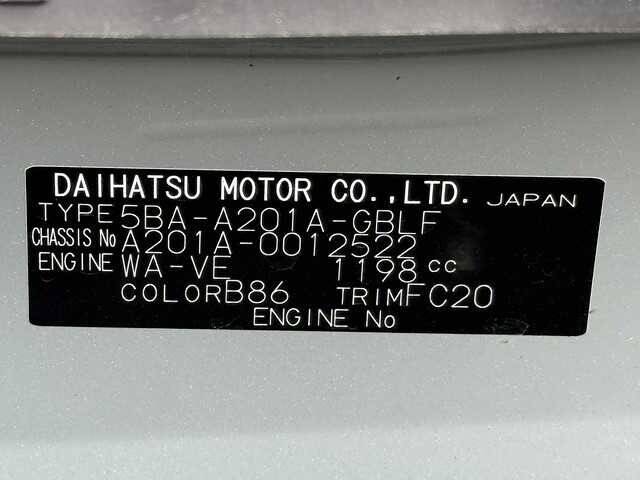 DAIHATSU MOTOR CO.,LTD. JAPAN
TYPE 5BA-A201A-GBLF
CHASSIS No A201A-0012522
ENGINE WA-VE 1198 cc
COLOR B86 TRIM FC20
ENGINE No